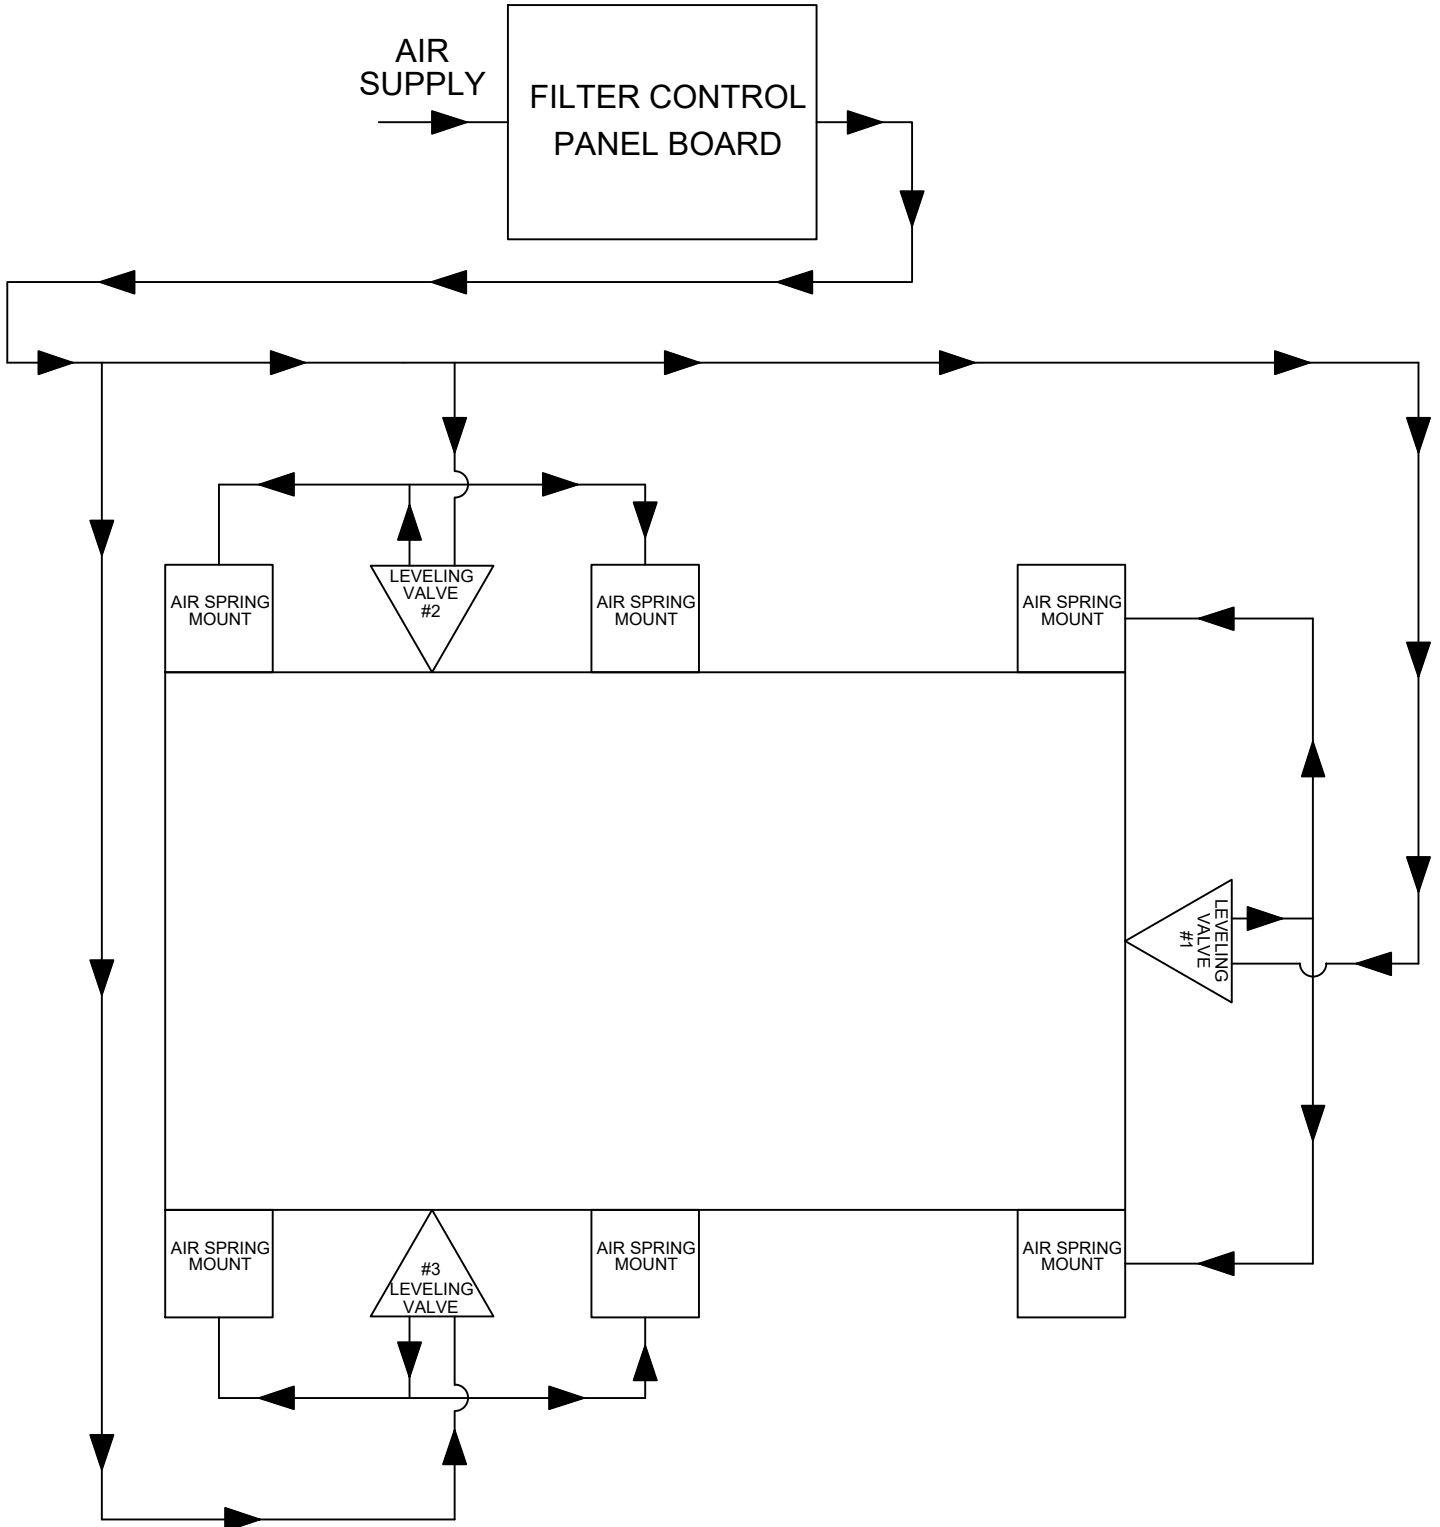 AIR
SUPPLY
FILTER CONTROL
PANEL BOARD
LEVELING
VALVE
#2
AIR SPRING
MOUNT
AIR SPRING
MOUNT
AIR SPRING
MOUNT
LEVELING
VALVE
#1
AIR SPRING
MOUNT
#3
LEVELING
VALVE
AIR SPRING
MOUNT
AIR SPRING
MOUNT